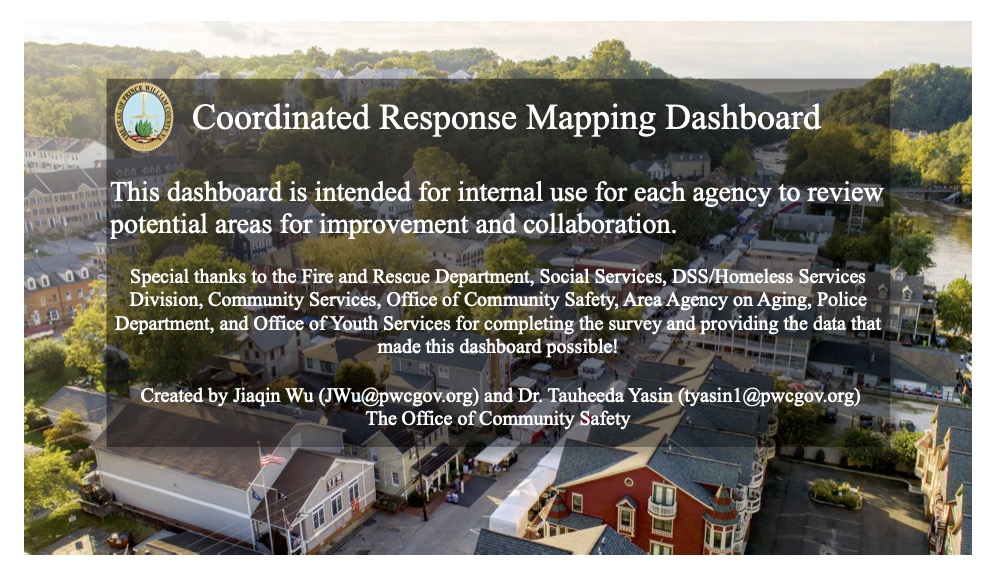 Coordinated Response Mapping Dashboard
This dashboard is intended for internal use for each agency to review
potential areas for improvement and collaboration.
Special thanks to the Fire and Rescue Department, Social Services, DSS/Homeless Services
Division, Community Services, Office of Community Safety, Area Agency on Aging, Police
Department, and Office of Youth Services for completing the survey and providing the data that
made this dashboard possible!
Created by Jiaqin Wu (JWu@pwcgov.org) and Dr. Tauheeda Yasin (tyasin1@pwcgov.org)
The Office of Community Safety